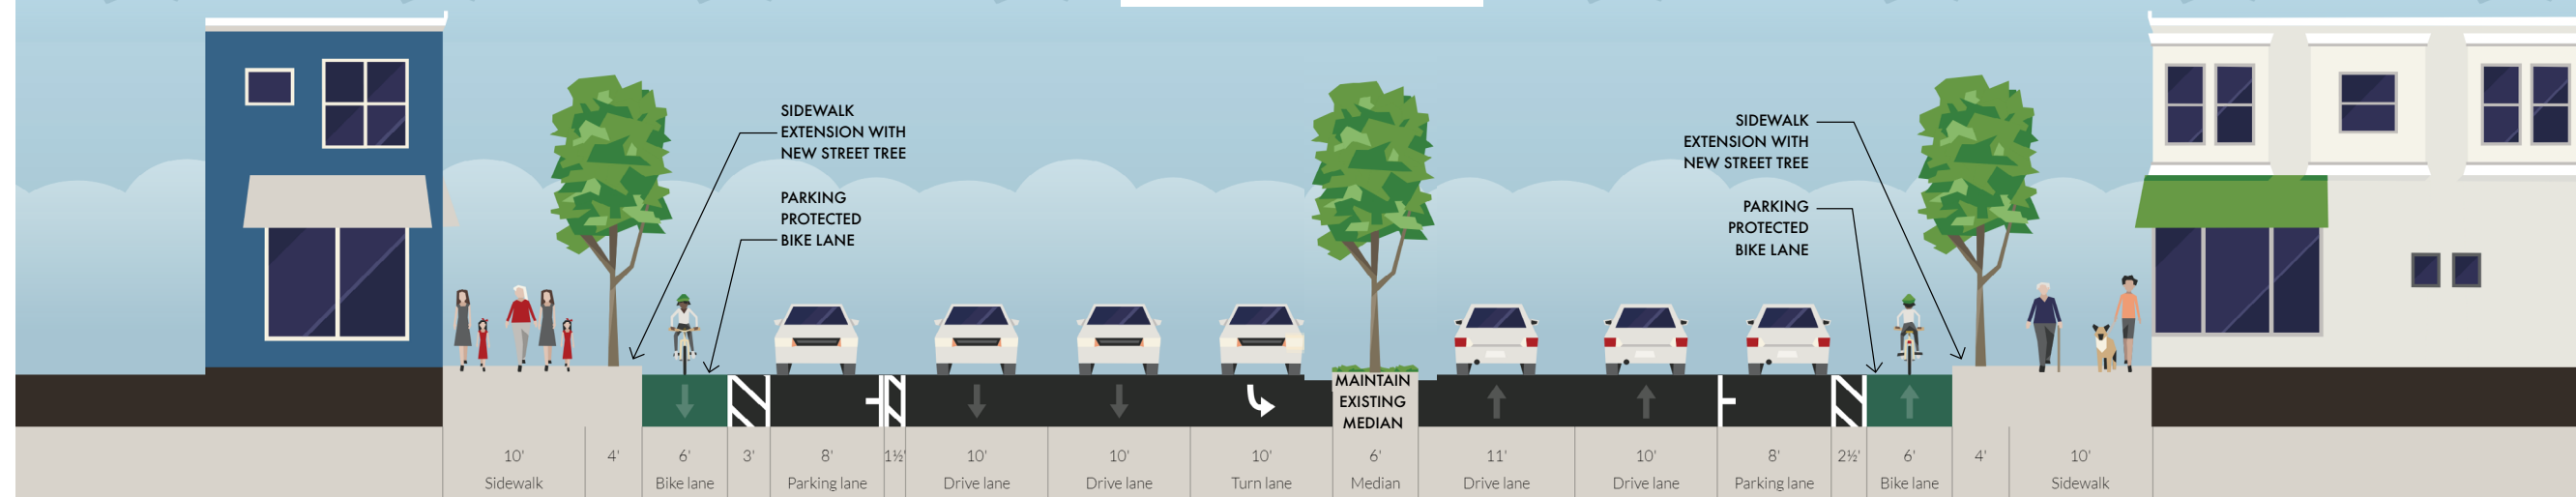 SIDEWALK
EXTENSION WITH
NEW STREET TREE
PARKING
PROTECTED
BIKE LANE
SIDEWALK
EXTENSION WITH
NEW STREET TREE
PARKING
PROTECTED
BIKE LANE
MAINTAIN
EXISTING
MEDIAN
10' 4' 6' 3' 8' 1½' 10' 10' 10' 6' 11' 10' 8' 2½' 6' 4' 10'
Sidewalk Bike lane Parking lane Drive lane Drive lane Turn lane Median Drive lane Drive lane Parking lane Bike lane Sidewalk